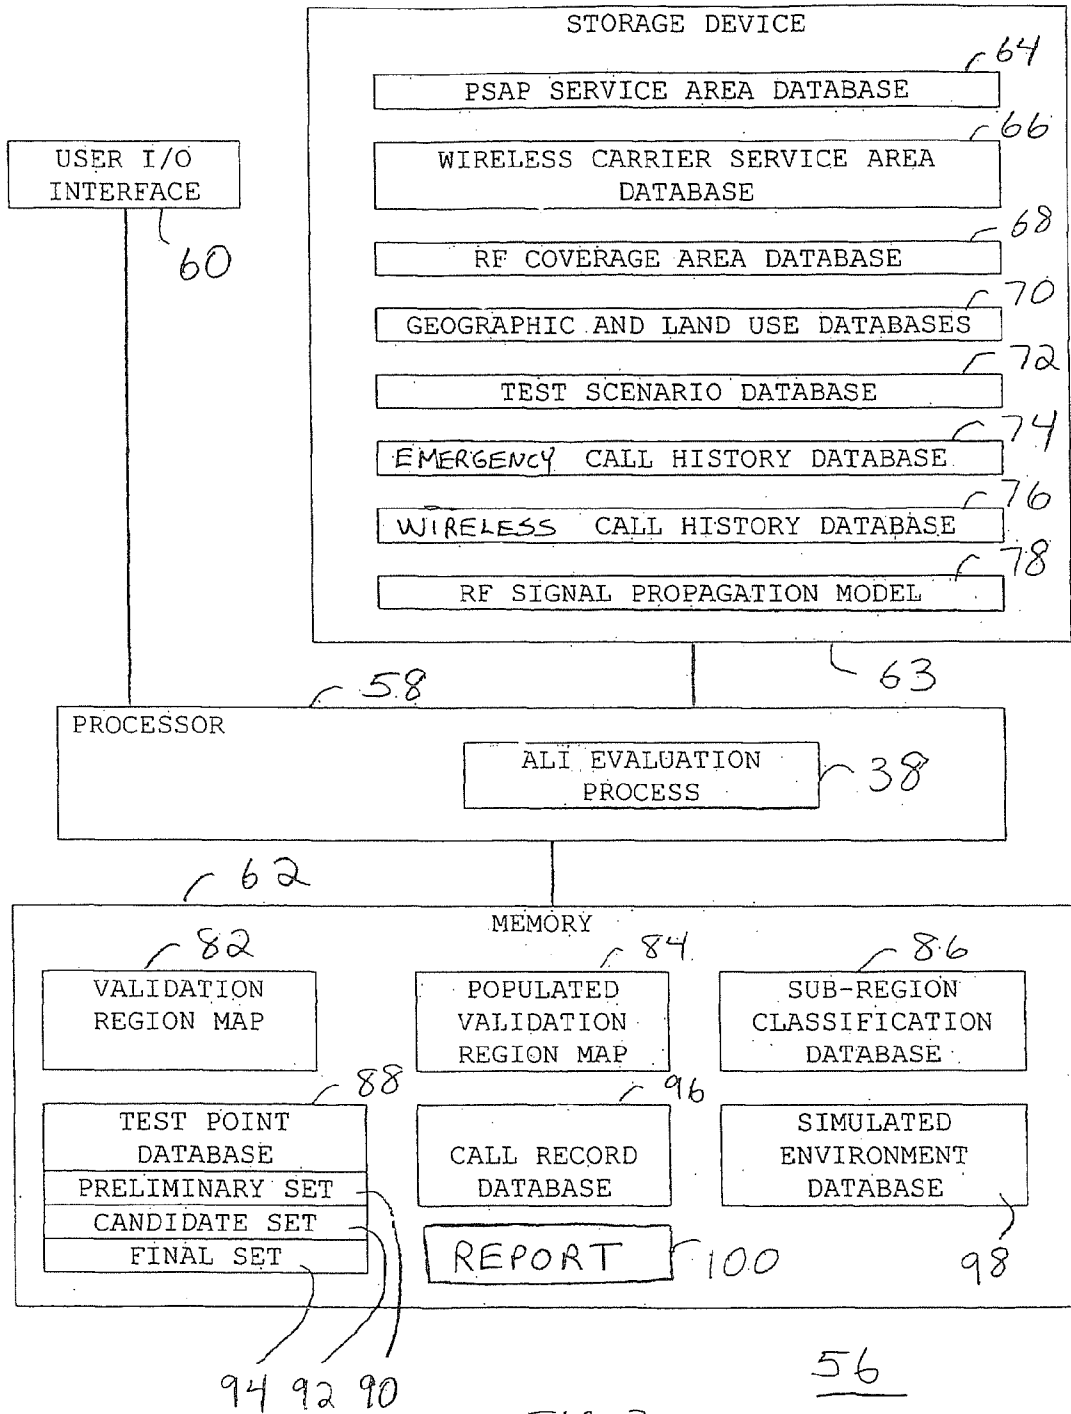 STORAGE DEVICE
64
PSAP SERVICE AREA DATABASE
66
WIRELESS CARRIER SERVICE AREA
DATABASE
USER I/O
INTERFACE
60
68
RF COVERAGE AREA DATABASE
70
GEOGRAPHIC AND LAND USE DATABASES
72
TEST SCENARIO DATABASE
74
EMERGENCY CALL HISTORY DATABASE
76
WIRELESS CALL HISTORY DATABASE
78
RF SIGNAL PROPAGATION MODEL
63
58
PROCESSOR
ALI EVALUATION
PROCESS
38
62
MEMORY
82
VALIDATION
REGION MAP
84
POPULATED
VALIDATION
REGION MAP
86
SUB-REGION
CLASSIFICATION
DATABASE
88
TEST POINT
DATABASE
PRELIMINARY SET
CANDIDATE SET
FINAL SET
96
CALL RECORD
DATABASE
SIMULATED
ENVIRONMENT
DATABASE
REPORT
100
98
94 92 90
56